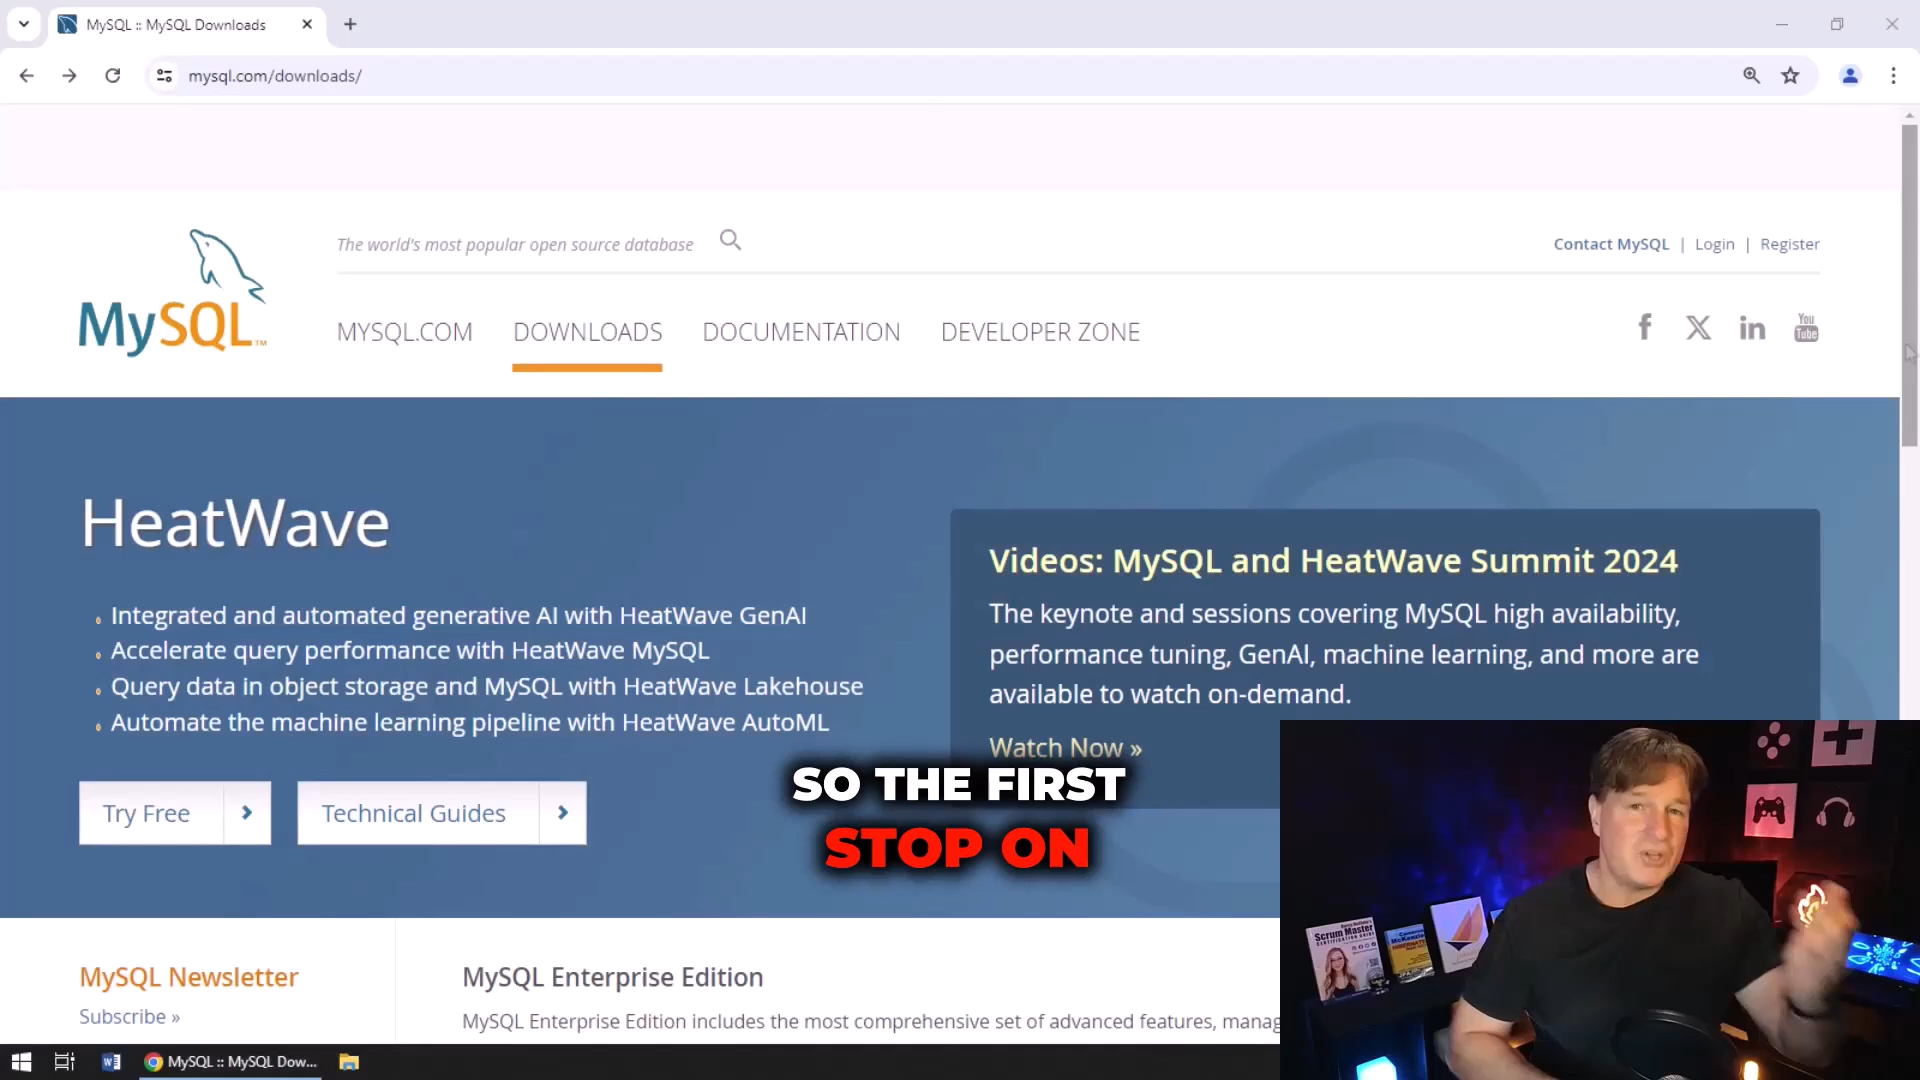 MySQL :: MySQL Downloads
mysql.com/downloads/
The world's most popular open source database
Contact MySQL | Login | Register
MySQL™
MYSQL.COM
DOWNLOADS
DOCUMENTATION
DEVELOPER ZONE
You
Tube
HeatWave
Integrated and automated generative AI with HeatWave GenAI
Accelerate query performance with HeatWave MySQL
Query data in object storage and MySQL with HeatWave Lakehouse
Automate the machine learning pipeline with HeatWave AutoML
Try Free
Technical Guides
Videos: MySQL and HeatWave Summit 2024
The keynote and sessions covering MySQL high availability,
performance tuning, GenAI, machine learning, and more are
available to watch on-demand.
Watch Now »
SO THE FIRST
STOP ON
MySQL Newsletter
Subscribe »
MySQL Enterprise Edition
MySQL Enterprise Edition includes the most comprehensive set of advanced features, manag
Scrum Master
CERTIFICATION GUIDE
MySQL :: MySQL Dow...